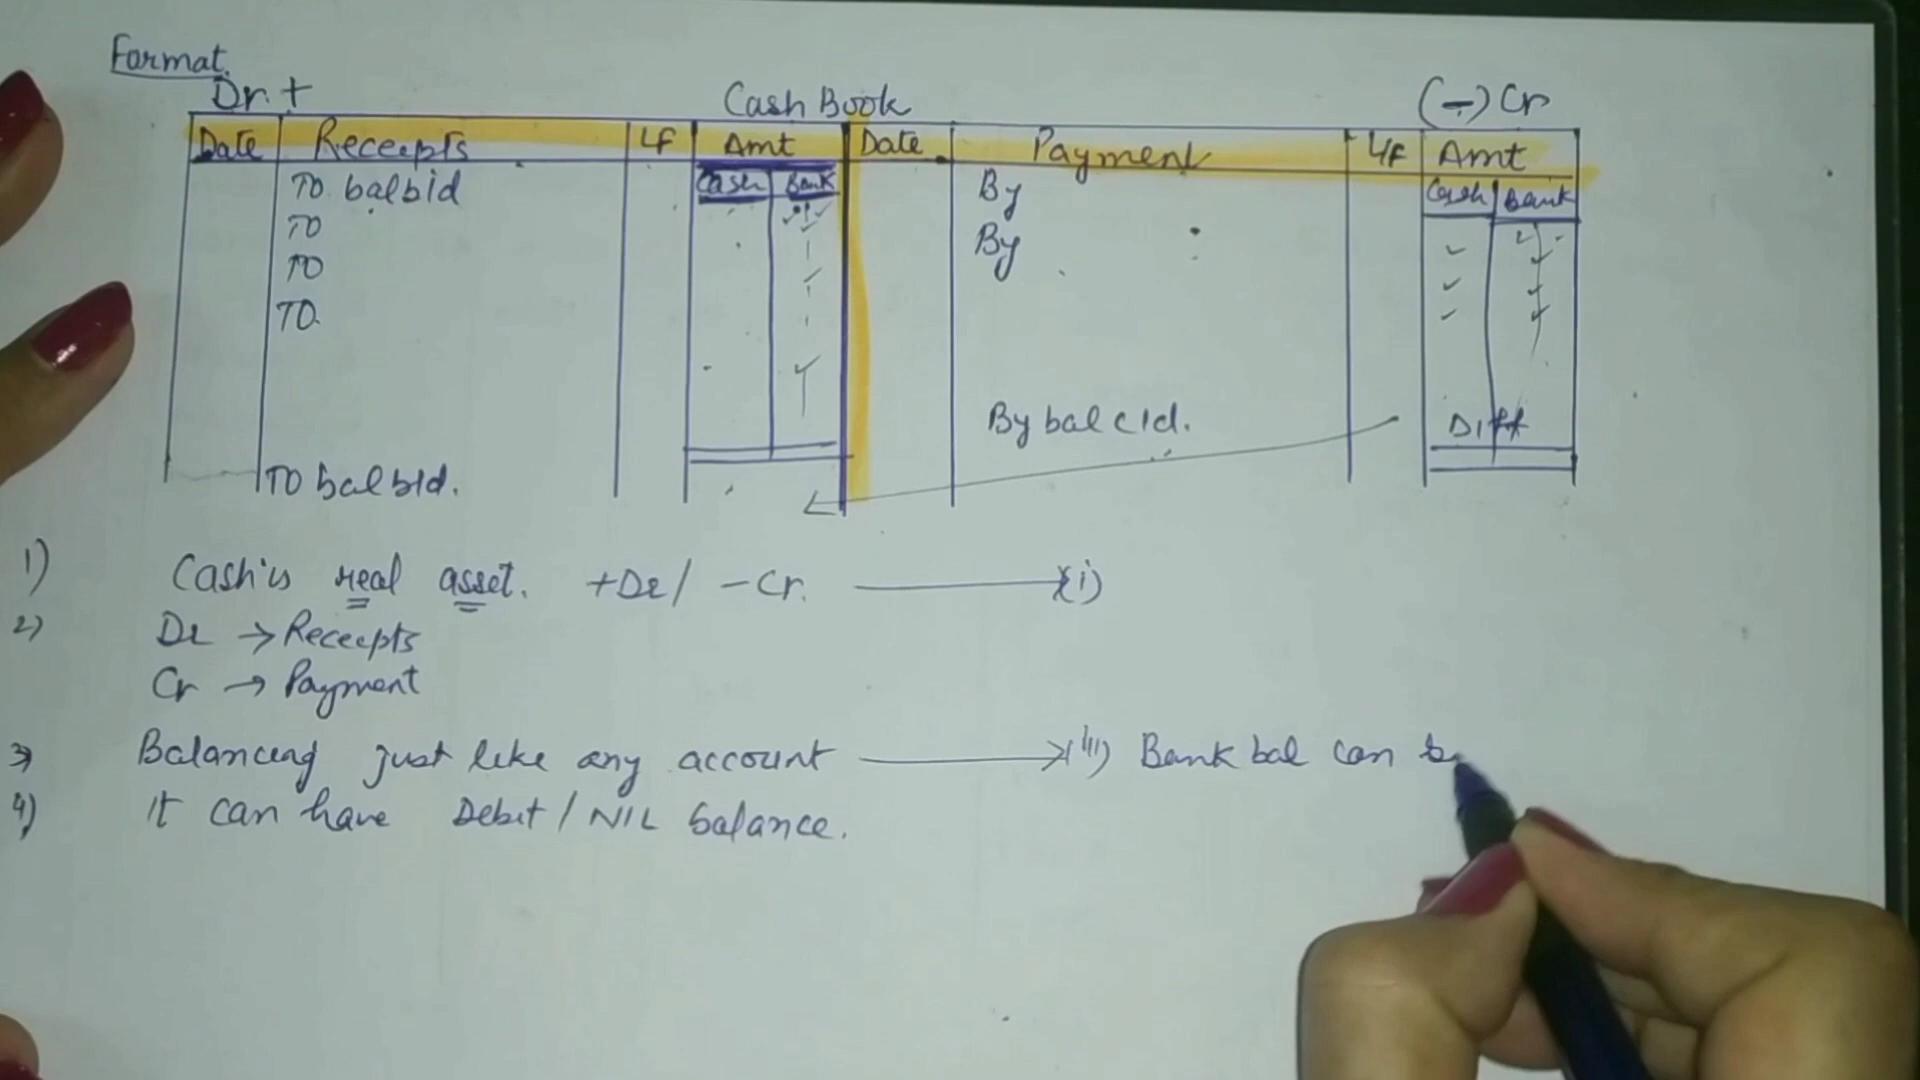 Format.
Dr. + Cash Book (-) Cr
Date Receipts LF Amt Date Payment LF Amt
Cash Bank Cash Bank
TO bal b/d By
TO By
TO
TO.
By bal c/d. Diff
TO bal b/d.
1) Cash is real asset. +Dr / - Cr. → (i)
2) Dr → Receipts
Cr → Payment
3) Balancing just like any account → (iii) Bank bal can b
4) It can have Debit / NIL balance.